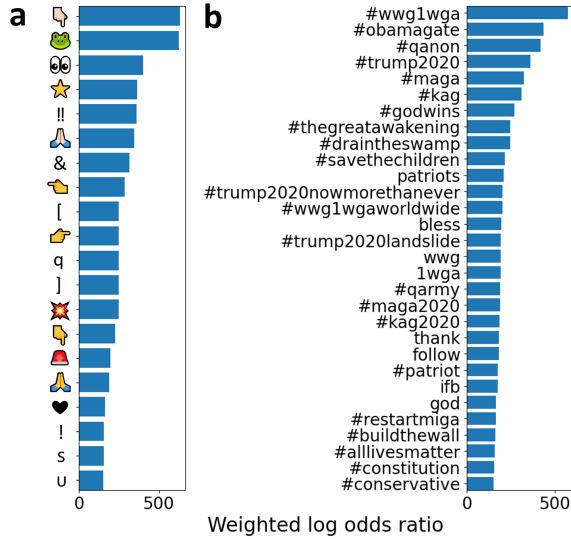 a
b
👇🏻
🐸
👀
⭐
‼
🙏🏻
&
👈
[
👉
q
]
💥
👇
🚨
🙏
♥
!
s
u
0 500
#wwg1wga
#obamagate
#qanon
#trump2020
#maga
#kag
#godwins
#thegreatawakening
#draintheswamp
#savethechildren
patriots
#trump2020nowmorethanever
#wwg1wgaworldwide
bless
#trump2020landslide
wwg
1wga
#qarmy
#maga2020
#kag2020
thank
follow
#patriot
ifb
god
#restartmiga
#buildthewall
#alllivesmatter
#constitution
#conservative
0 500
Weighted log odds ratio